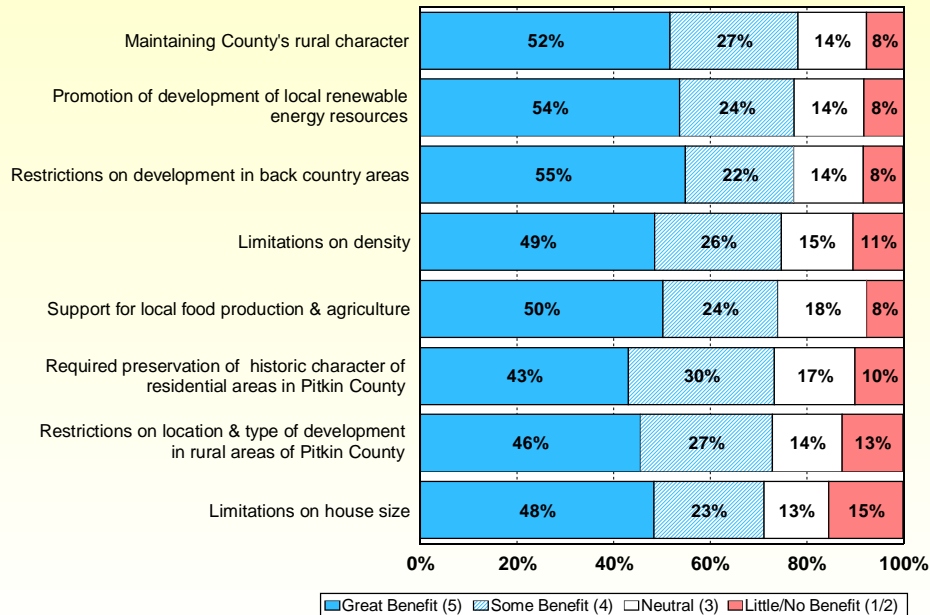 Maintaining County's rural character
52% 27% 14% 8%
Promotion of development of local renewable
energy resources
54% 24% 14% 8%
Restrictions on development in back country areas
55% 22% 14% 8%
Limitations on density
49% 26% 15% 11%
Support for local food production & agriculture
50% 24% 18% 8%
Required preservation of historic character of
residential areas in Pitkin County
43% 30% 17% 10%
Restrictions on location & type of development
in rural areas of Pitkin County
46% 27% 14% 13%
Limitations on house size
48% 23% 13% 15%
0% 20% 40% 60% 80% 100%
Great Benefit (5) Some Benefit (4) Neutral (3) Little/No Benefit (1/2)